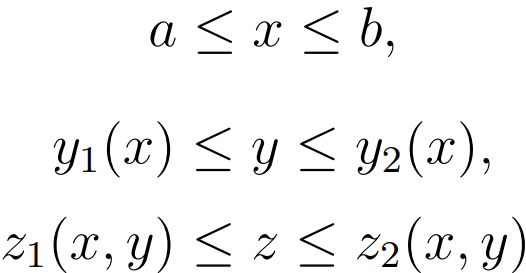 a ≤ x ≤ b,
y₁(x) ≤ y ≤ y₂(x),
z₁(x, y) ≤ z ≤ z₂(x, y)